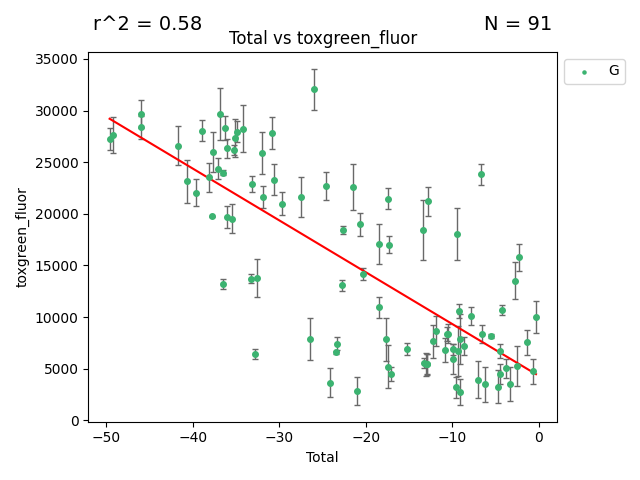 r^2 = 0.58
N = 91
Total vs toxgreen_fluor
G
toxgreen_fluor
35000
30000
25000
20000
15000
10000
5000
0
−50
−40
−30
−20
−10
0
Total